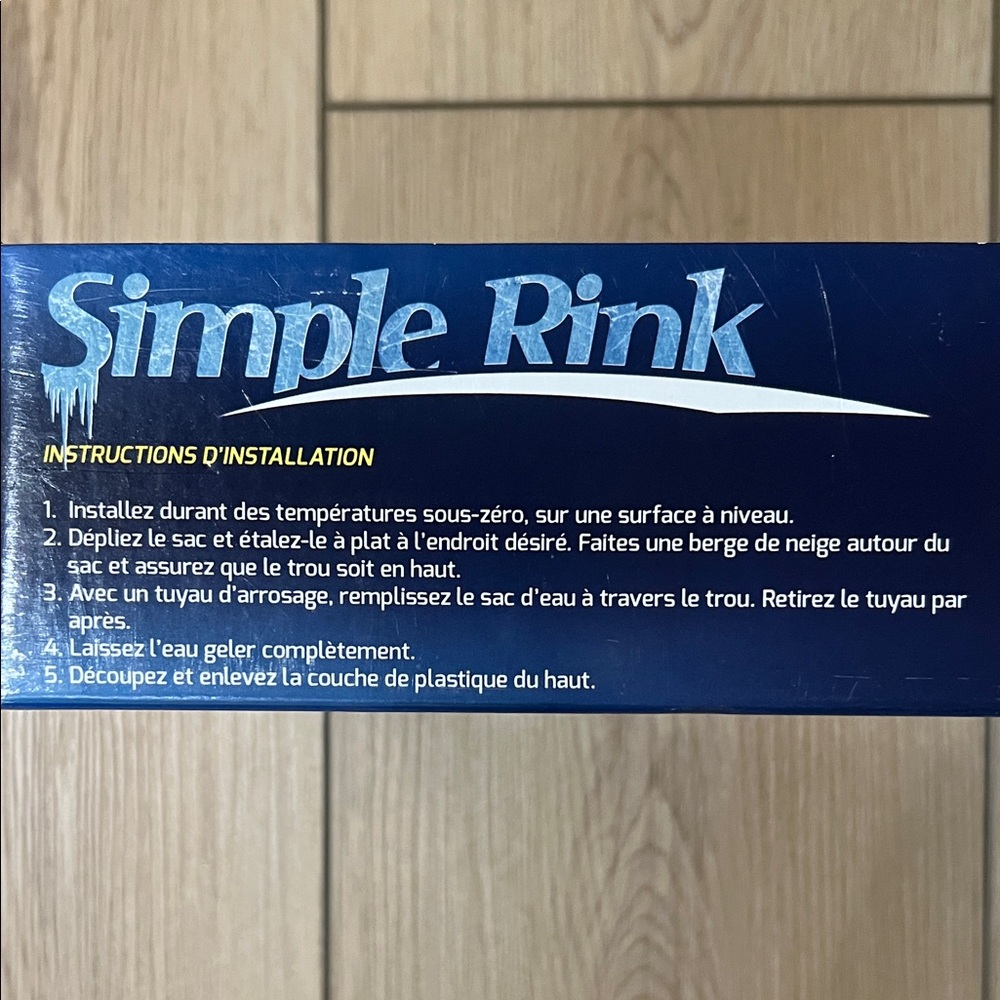 Simple Rink
INSTRUCTIONS D'INSTALLATION
1. Installez durant des températures sous-zéro, sur une surface à niveau.
2. Dépliez le sac et étalez-le à plat à l'endroit désiré. Faites une berge de neige autour du
sac et assurez que le trou soit en haut.
3. Avec un tuyau d'arrosage, remplissez le sac d'eau à travers le trou. Retirez le tuyau par
après.
4. Laissez l'eau geler complètement.
5. Découpez et enlevez la couche de plastique du haut.